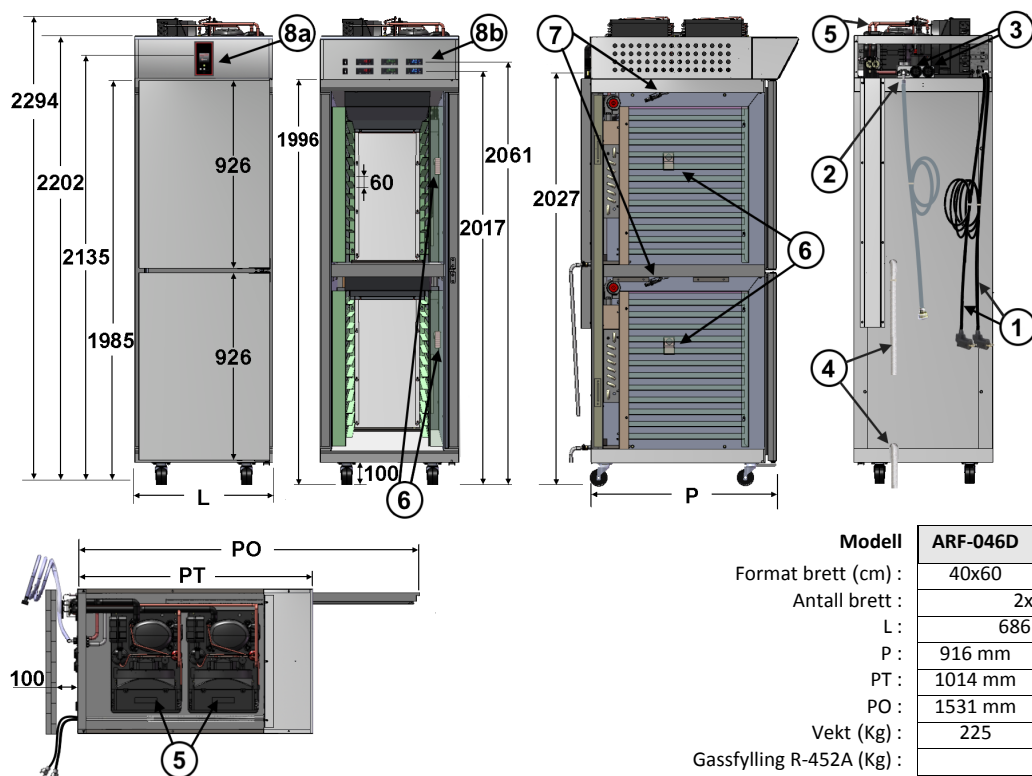 8a
8b
7
5
3
2294
2202
2135
1985
926
926
1996
60
2061
2017
2027
2
6
1
4
100
6
L
P
PO
PT
100
5
Modell ARF-046D
Format brett (cm) : 40x60
Antall brett : 2x
L : 686
P : 916 mm
PT : 1014 mm
PO : 1531 mm
Vekt (Kg) : 225
Gassfylling R-452A (Kg) :